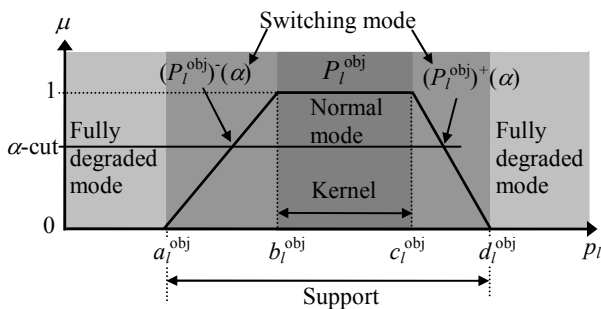 Switching mode
μ
(P_l^obj)^-(α)
P_l^obj
(P_l^obj)^+(α)
1
Normal
mode
Fully
degraded
mode
α-cut
Fully
degraded
mode
Kernel
0
a_l^obj
b_l^obj
c_l^obj
d_l^obj
p_l
Support